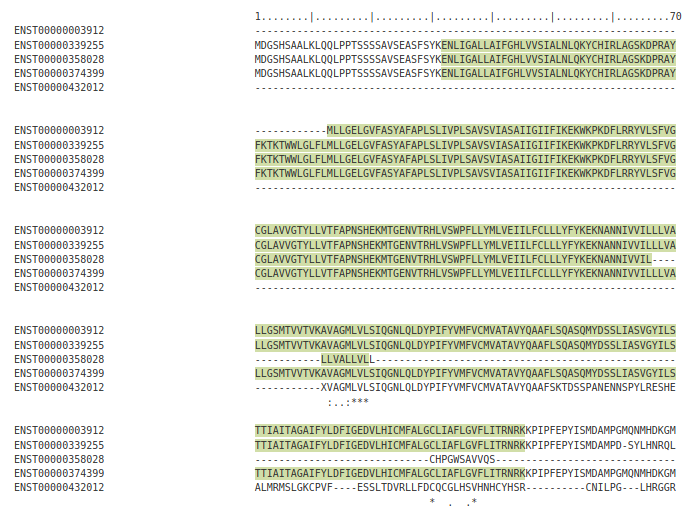 1........|.........|.........|.........|.........|.........|.........70
ENST00000003912 ----------------------------------------------------------------------
ENST00000339255 MDGSHSAALKLQQLPPTSSSSAVSEASFSYKENLIGALLAIFGHLVVSIALNLQKYCHIRLAGSKDPRAY
ENST00000358028 MDGSHSAALKLQQLPPTSSSSAVSEASFSYKENLIGALLAIFGHLVVSIALNLQKYCHIRLAGSKDPRAY
ENST00000374399 MDGSHSAALKLQQLPPTSSSSAVSEASFSYKENLIGALLAIFGHLVVSIALNLQKYCHIRLAGSKDPRAY
ENST00000432012 ----------------------------------------------------------------------
ENST00000003912 ------------MLLGELGVFASYAFAPLSLIVPLSAVSVIASAIIGIIFIKEKWKPKDFLRRYVLSFVG
ENST00000339255 FKTKTWWLGLFLMLLGELGVFASYAFAPLSLIVPLSAVSVIASAIIGIIFIKEKWKPKDFLRRYVLSFVG
ENST00000358028 FKTKTWWLGLFLMLLGELGVFASYAFAPLSLIVPLSAVSVIASAIIGIIFIKEKWKPKDFLRRYVLSFVG
ENST00000374399 FKTKTWWLGLFLMLLGELGVFASYAFAPLSLIVPLSAVSVIASAIIGIIFIKEKWKPKDFLRRYVLSFVG
ENST00000432012 ----------------------------------------------------------------------
ENST00000003912 CGLAVVGTYLLVTFAPNSHEKMTGENVTRHLVSWPFLLYMLVEIILFCLLLYFYKEKNANNIVVILLLVA
ENST00000339255 CGLAVVGTYLLVTFAPNSHEKMTGENVTRHLVSWPFLLYMLVEIILFCLLLYFYKEKNANNIVVILLLVA
ENST00000358028 CGLAVVGTYLLVTFAPNSHEKMTGENVTRHLVSWPFLLYMLVEIILFCLLLYFYKEKNANNIVVIL----
ENST00000374399 CGLAVVGTYLLVTFAPNSHEKMTGENVTRHLVSWPFLLYMLVEIILFCLLLYFYKEKNANNIVVILLLVA
ENST00000432012 ----------------------------------------------------------------------
ENST00000003912 LLGSMTVVTVKAVAGMLVLSIQGNLQLDYPIFYVMFVCMVATAVYQAAFLSQASQMYDSSLIASVGYILS
ENST00000339255 LLGSMTVVTVKAVAGMLVLSIQGNLQLDYPIFYVMFVCMVATAVYQAAFLSQASQMYDSSLIASVGYILS
ENST00000358028 -----------LLVALLVLL--------------------------------------------------
ENST00000374399 LLGSMTVVTVKAVAGMLVLSIQGNLQLDYPIFYVMFVCMVATAVYQAAFLSQASQMYDSSLIASVGYILS
ENST00000432012 -----------XVAGMLVLSIQGNLQLDYPIFYVMFVCMVATAVYQAAFSKTDSSPANENNSPYLRESHE
:..:***
ENST00000003912 TTIAITAGAIFYLDFIGEDVLHICMFALGCLIAFLGVFLITRNRKKPIPFEPYISMDAMPGMQNMHDKGM
ENST00000339255 TTIAITAGAIFYLDFIGEDVLHICMFALGCLIAFLGVFLITRNRKKPIPFEPYISMDAMPD-SYLHNRQL
ENST00000358028 -----------------------------CHPGWSAVVQS------------------------------
ENST00000374399 TTIAITAGAIFYLDFIGEDVLHICMFALGCLIAFLGVFLITRNRKKPIPFEPYISMDAMPGMQNMHDKGM
ENST00000432012 ALMRMSLGKCPVF----ESSLTDVRLLFDCQCGLHSVHNHCYHSR----------CNILPG---LHRGGR
* . . .*